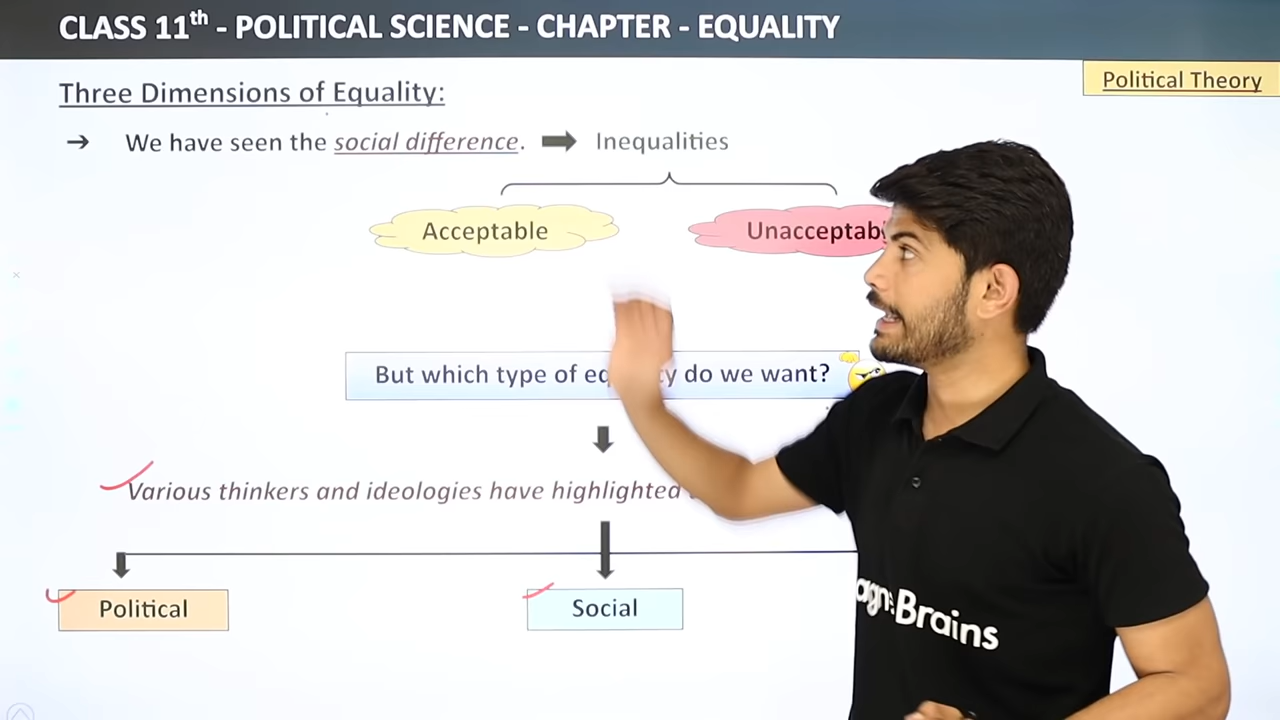 CLASS 11th - POLITICAL SCIENCE - CHAPTER - EQUALITY
Political Theory
Three Dimensions of Equality:
→ We have seen the social difference. Inequalities
Acceptable
But which type of do we want?
Various thinkers and ideologies have highlighted
Political Social
Brains